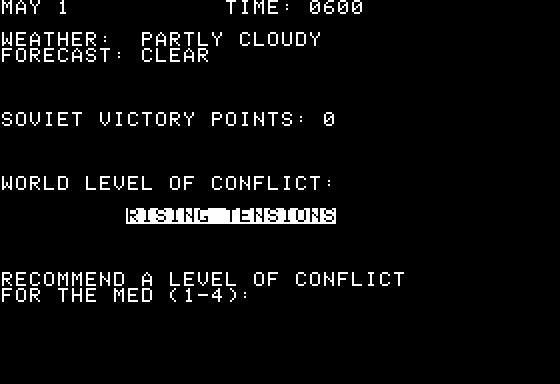 MAY 1 TIME: 0600
WEATHER: PARTLY CLOUDY
FORECAST: CLEAR
SOVIET VICTORY POINTS: 0
WORLD LEVEL OF CONFLICT:
RISING TENSIONS
RECOMMEND A LEVEL OF CONFLICT
FOR THE MED (1-4):